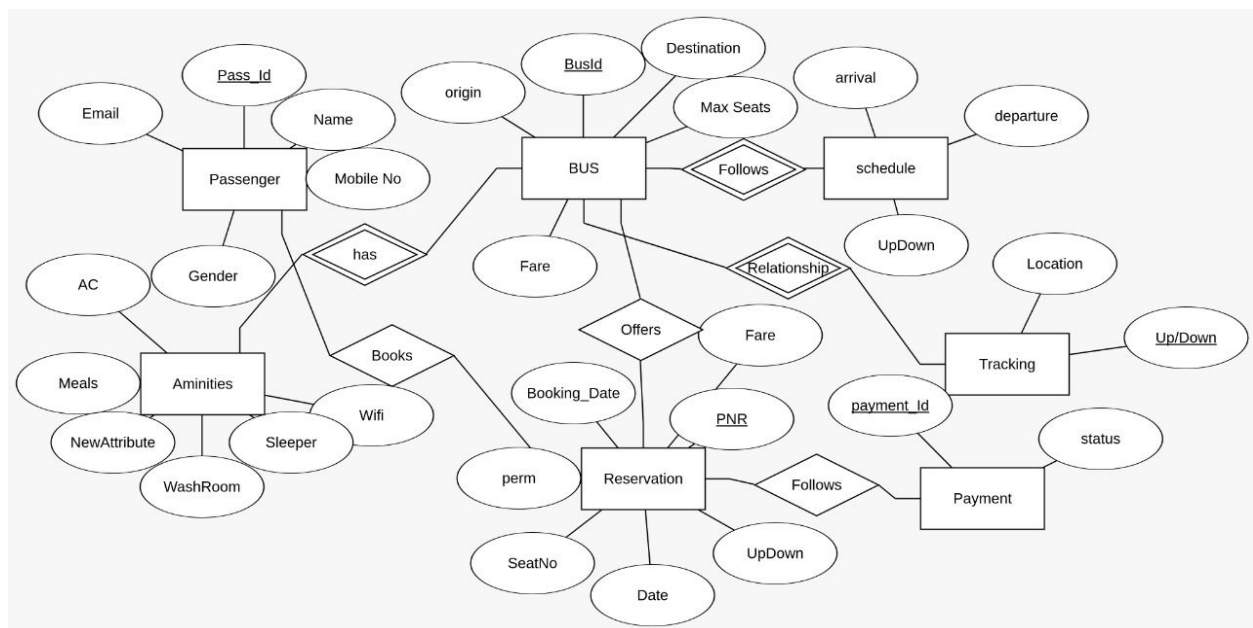 Destination
BusId
Pass_Id
arrival
origin
Email
Max Seats
Name
departure
BUS
Follows
schedule
Passenger
Mobile No
UpDown
has
Fare
Relationship
Location
Gender
AC
Offers
Fare
Up/Down
Books
Tracking
Aminities
Meals
Booking_Date
payment_Id
Wifi
PNR
NewAttribute
Sleeper
status
perm
Reservation
Follows
WashRoom
Payment
UpDown
SeatNo
Date